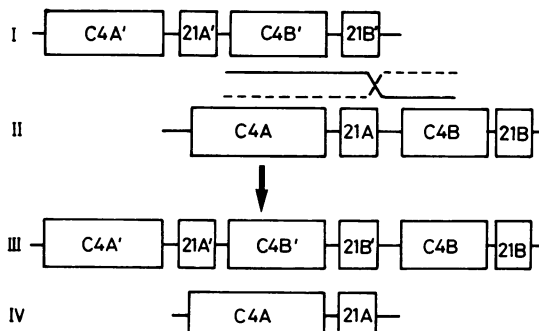 I C4A' 21A' C4B' 21B'
II C4A 21A C4B 21B
III C4A' 21A' C4B' 21B' C4B 21B
IV C4A 21A